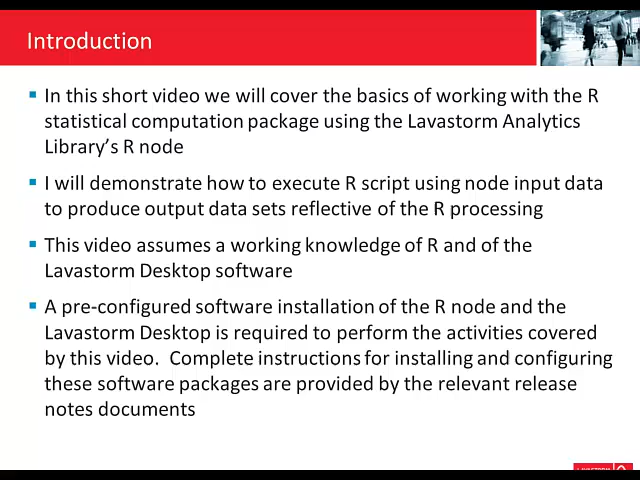 Introduction
In this short video we will cover the basics of working with the R
statistical computation package using the Lavastorm Analytics
Library's R node
I will demonstrate how to execute R script using node input data
to produce output data sets reflective of the R processing
This video assumes a working knowledge of R and of the
Lavastorm Desktop software
A pre-configured software installation of the R node and the
Lavastorm Desktop is required to perform the activities covered
by this video.  Complete instructions for installing and configuring
these software packages are provided by the relevant release
notes documents